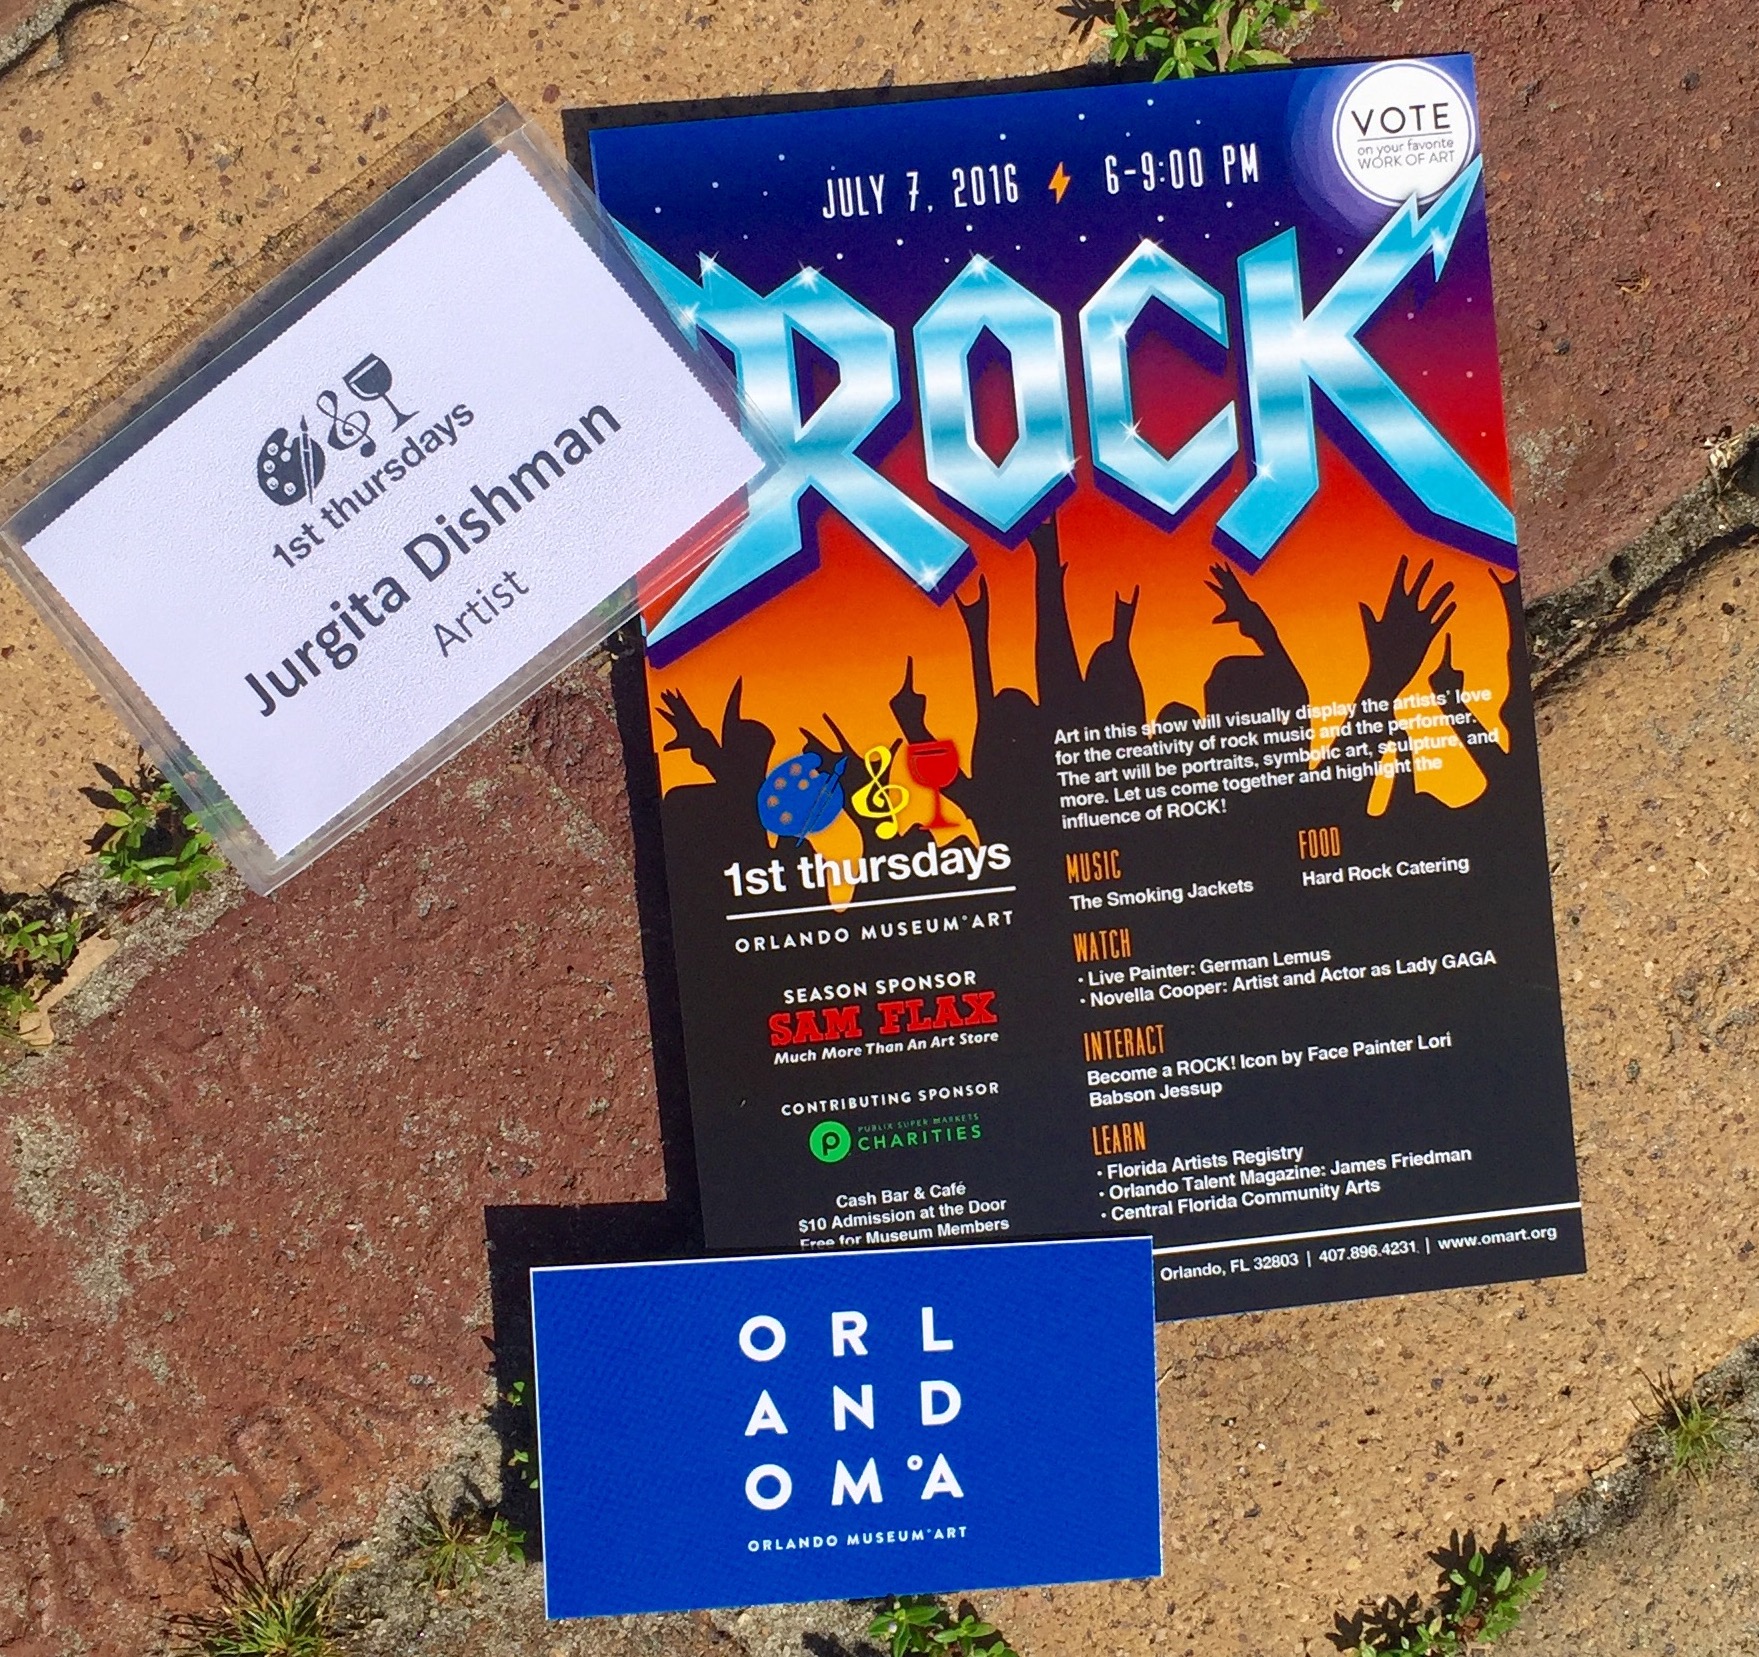 1st thursdays
Jurgita Dishman
Artist
JULY 7, 2016 6-9:00 PM
VOTE
on your favorite
WORK OF ART
ROCK
Art in this show will visually display the artists' love
for the creativity of rock music and the performer.
The art will be portraits, symbolic art, sculpture, and
more. Let us come together and highlight the
influence of ROCK!
1st thursdays
ORLANDO MUSEUM°ART
SEASON SPONSOR
SAM FLAX
Much More Than An Art Store
CONTRIBUTING SPONSOR
PUBLIX SUPER MARKETS
CHARITIES
Cash Bar & Café
$10 Admission at the Door
Free for Museum Members
MUSIC
The Smoking Jackets
FOOD
Hard Rock Catering
WATCH
• Live Painter: German Lemus
• Novella Cooper: Artist and Actor as Lady GAGA
INTERACT
Become a ROCK! Icon by Face Painter Lori
Babson Jessup
LEARN
• Florida Artists Registry
• Orlando Talent Magazine: James Friedman
• Central Florida Community Arts
Orlando, FL 32803 | 407.896.4231 | www.omart.org
O R L
A N D
O M°A
ORLANDO MUSEUM°ART